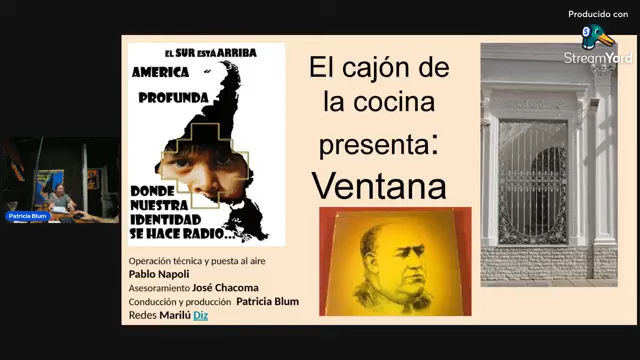 Producido con
StreamYard
EL SUR ESTÁ ARRIBA
AMERICA
PROFUNDA
DONDE
NUESTRA
IDENTIDAD
SE HACE RADIO...
El cajón de
la cocina
presenta:
Ventana
Patricia Blum
Operación técnica y puesta al aire
Pablo Napoli
Asesoramiento José Chacoma
Conducción y producción Patricia Blum
Redes Marilú Diz